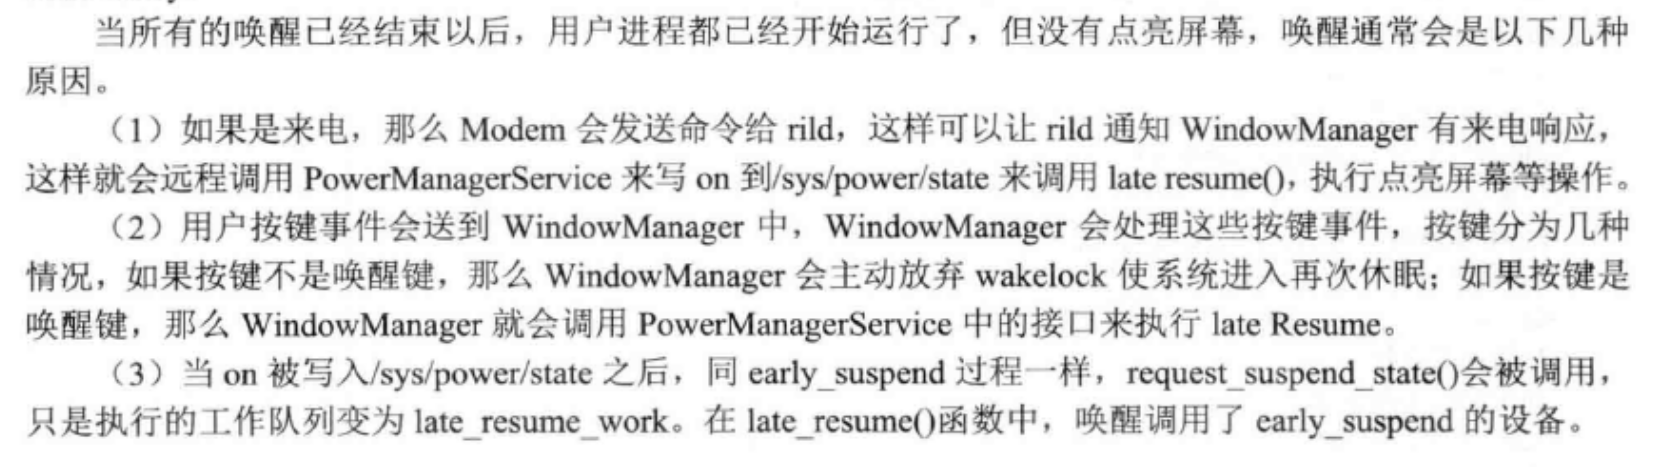 当所有的唤醒已经结束以后，用户进程都已经开始运行了，但没有点亮屏幕，唤醒通常会是以下几种
原因。
（1）如果是来电，那么 Modem 会发送命令给 rild，这样可以让 rild 通知 WindowManager 有来电响应，
这样就会远程调用 PowerManagerService 来写 on 到/sys/power/state 来调用 late resume()，执行点亮屏幕等操作。
（2）用户按键事件会送到 WindowManager 中，WindowManager 会处理这些按键事件，按键分为几种
情况，如果按键不是唤醒键，那么 WindowManager 会主动放弃 wakelock 使系统进入再次休眠；如果按键是
唤醒键，那么 WindowManager 就会调用 PowerManagerService 中的接口来执行 late Resume。
（3）当 on 被写入/sys/power/state 之后，同 early_suspend 过程一样，request_suspend_state()会被调用，
只是执行的工作队列变为 late_resume_work。在 late_resume()函数中，唤醒调用了 early_suspend 的设备。